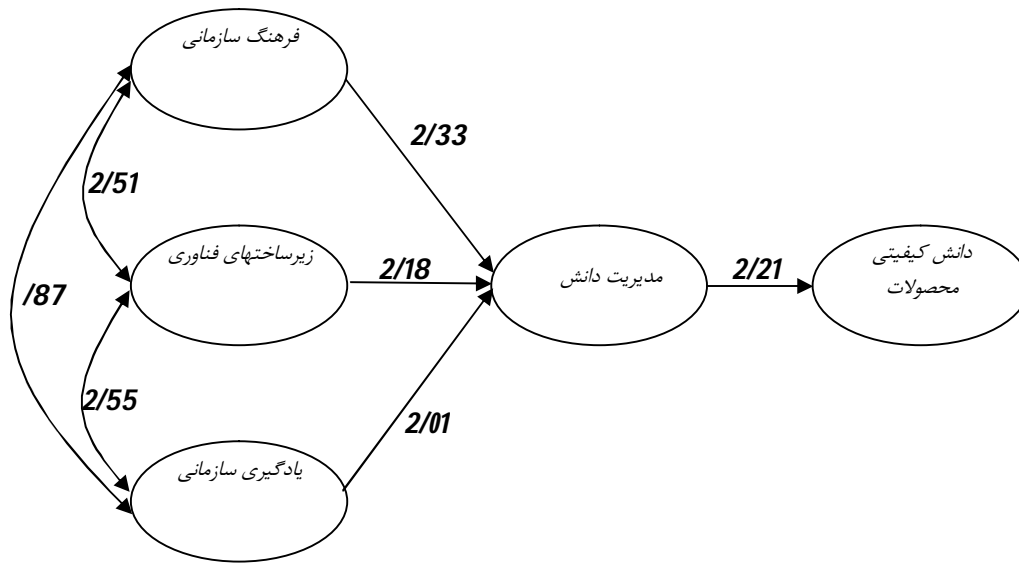 فرهنگ سازمانی
2/33
2/51
زیرساختهای فناوری
2/18
مدیریت دانش
2/21
دانش کیفیتی
محصولات
/87
2/55
2/01
یادگیری سازمانی